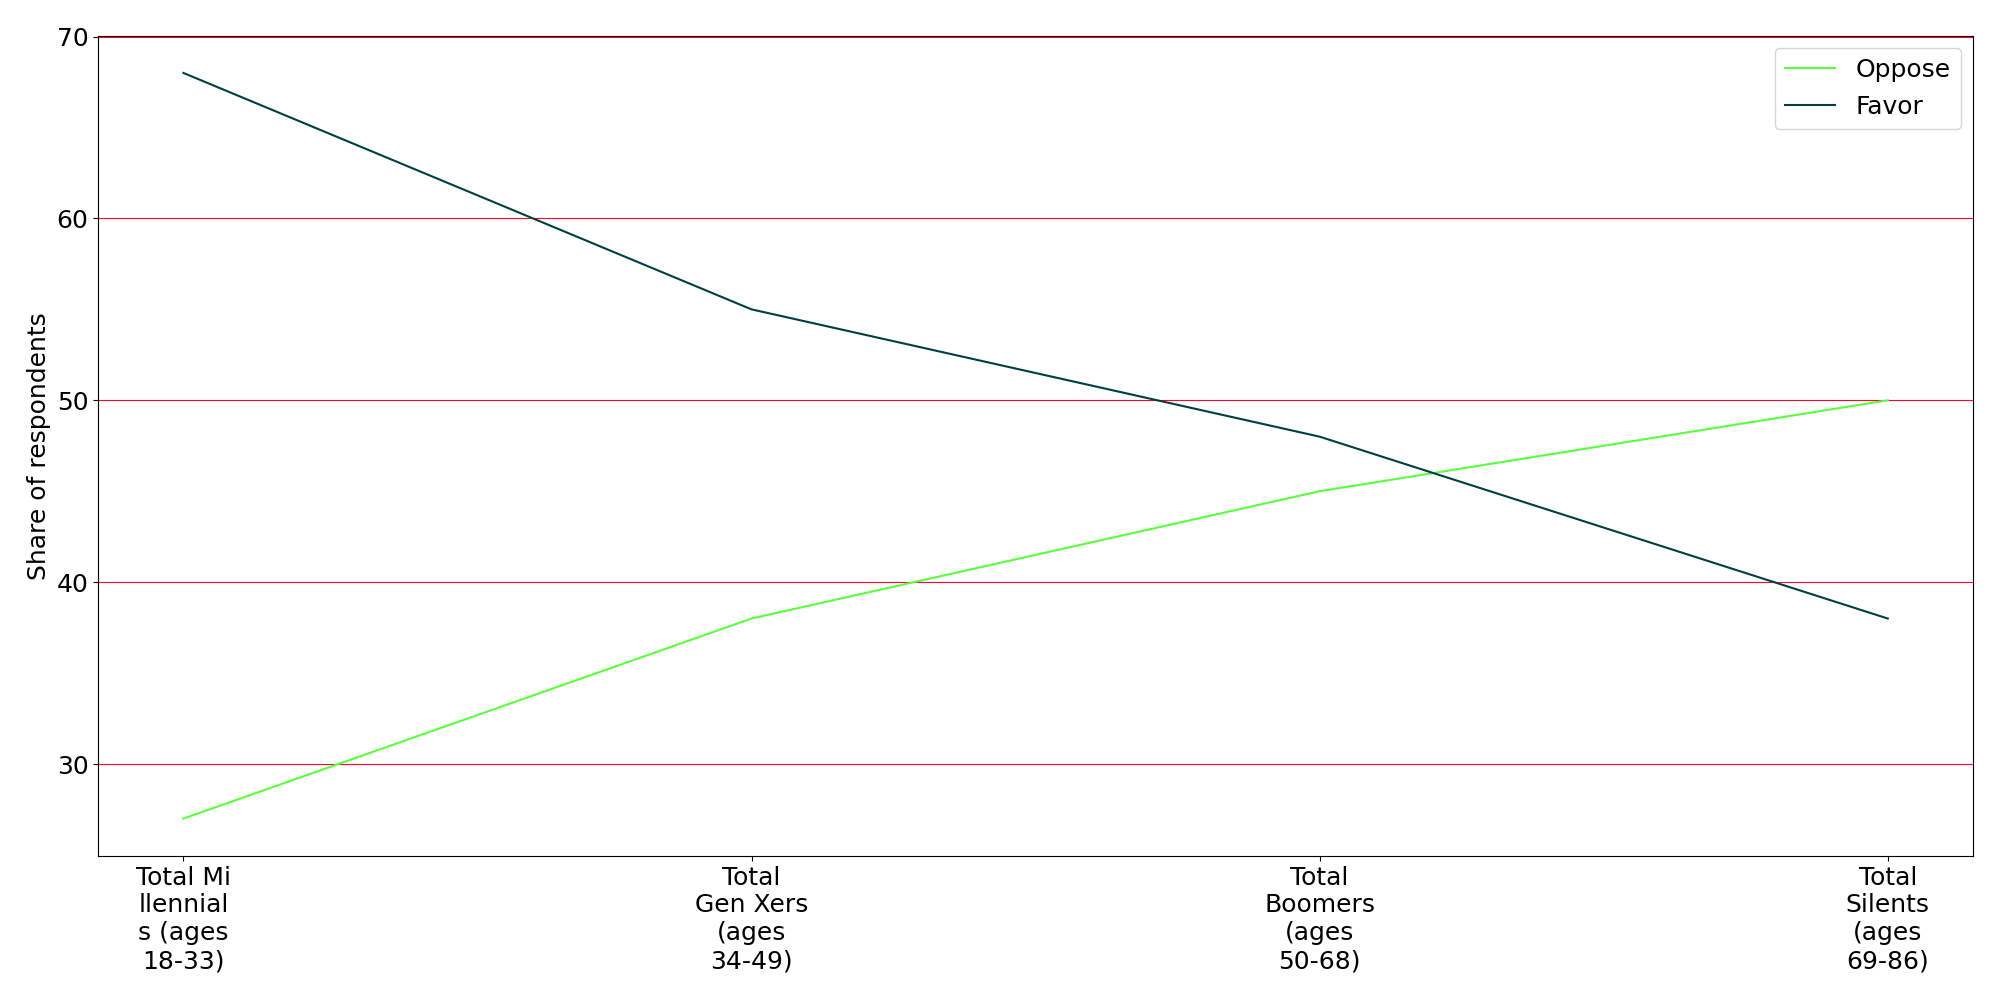 70
60
50
40
30
Share of respondents
Oppose
Favor
Total Mi
llennial
s (ages
18-33)
Total
Gen Xers
(ages
34-49)
Total
Boomers
(ages
50-68)
Total
Silents
(ages
69-86)